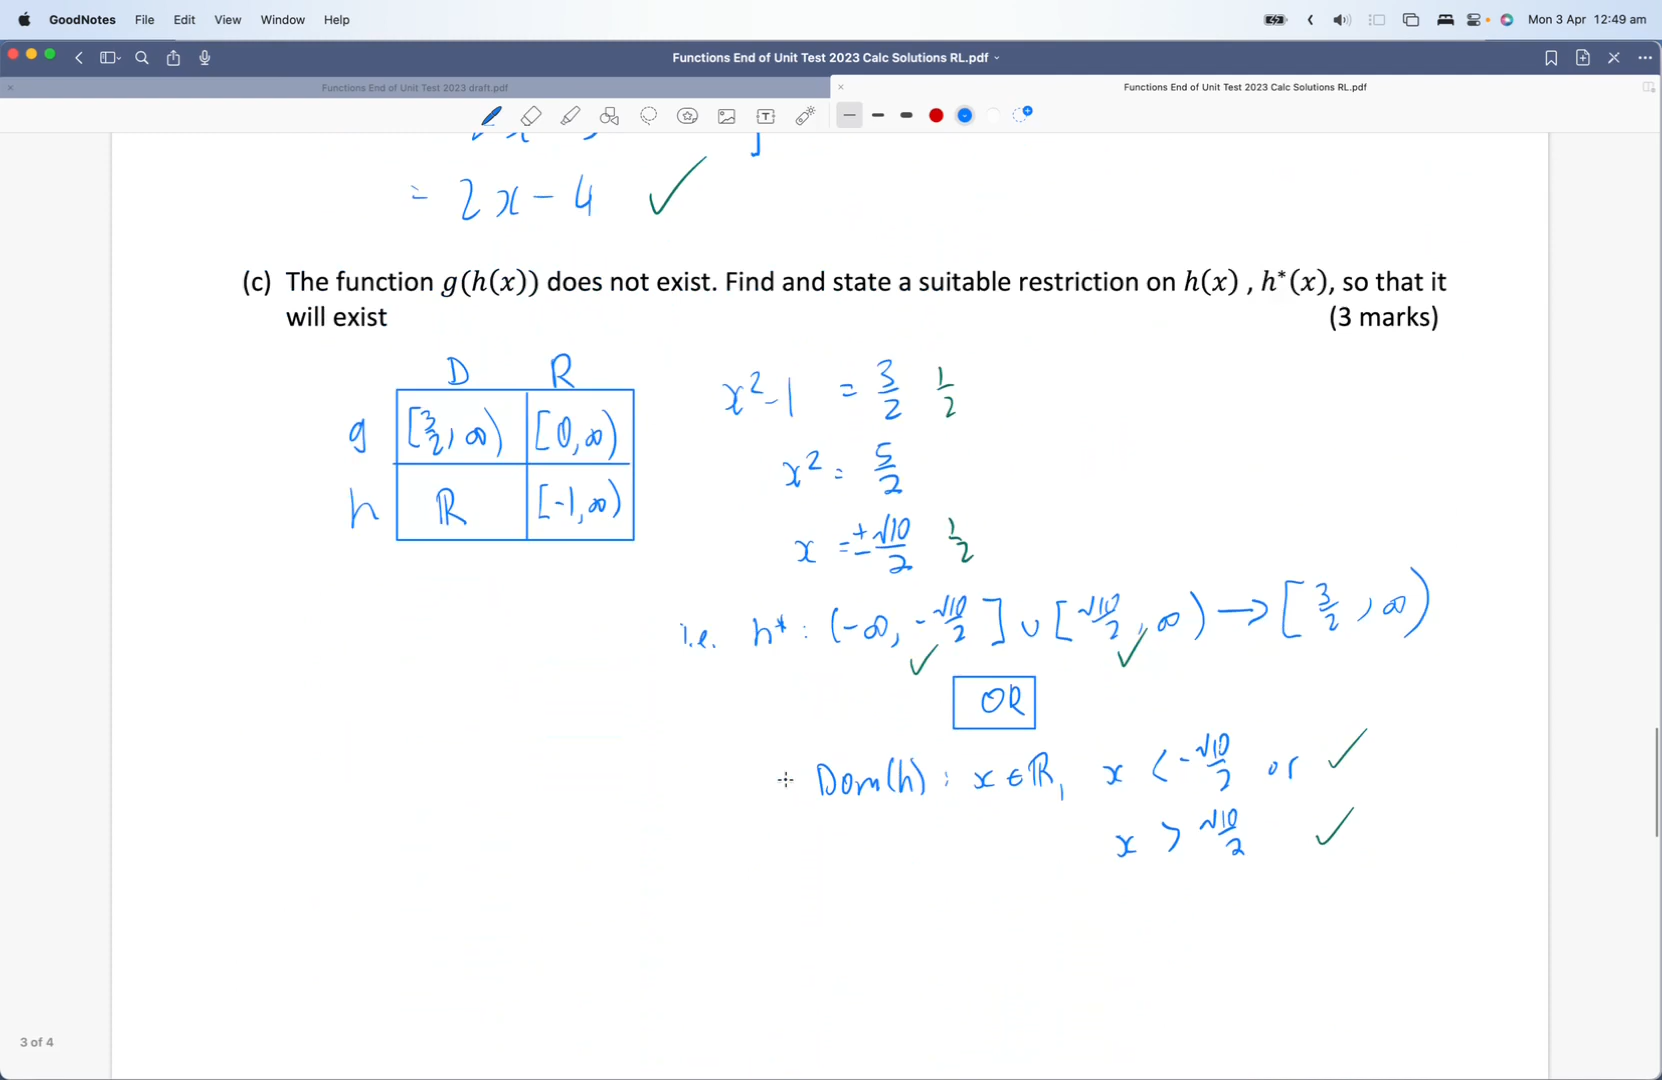 GoodNotes File Edit View Window Help Mon 3 Apr 12:49 am
Functions End of Unit Test 2023 Calc Solutions RL.pdf
Functions End of Unit Test 2023 draft.pdf
Functions End of Unit Test 2023 Calc Solutions RL.pdf
= 2x - 4 ✓
(c) The function g(h(x)) does not exist. Find and state a suitable restriction on h(x) , h*(x), so that it
will exist (3 marks)
D R
g [3/2, ∞) [0, ∞)
h ℝ [-1, ∞)
x² - 1 = 3/2 1/2
x² = 5/2
x = ± √10/2 1/2
i.e. h* : (-∞, -√10/2 ] ∪ [ √10/2, ∞) → [ 3/2, ∞)
✓ ✓
OR
Dom(h) : x ∈ ℝ, x < -√10/2 or ✓
x > √10/2 ✓
3 of 4